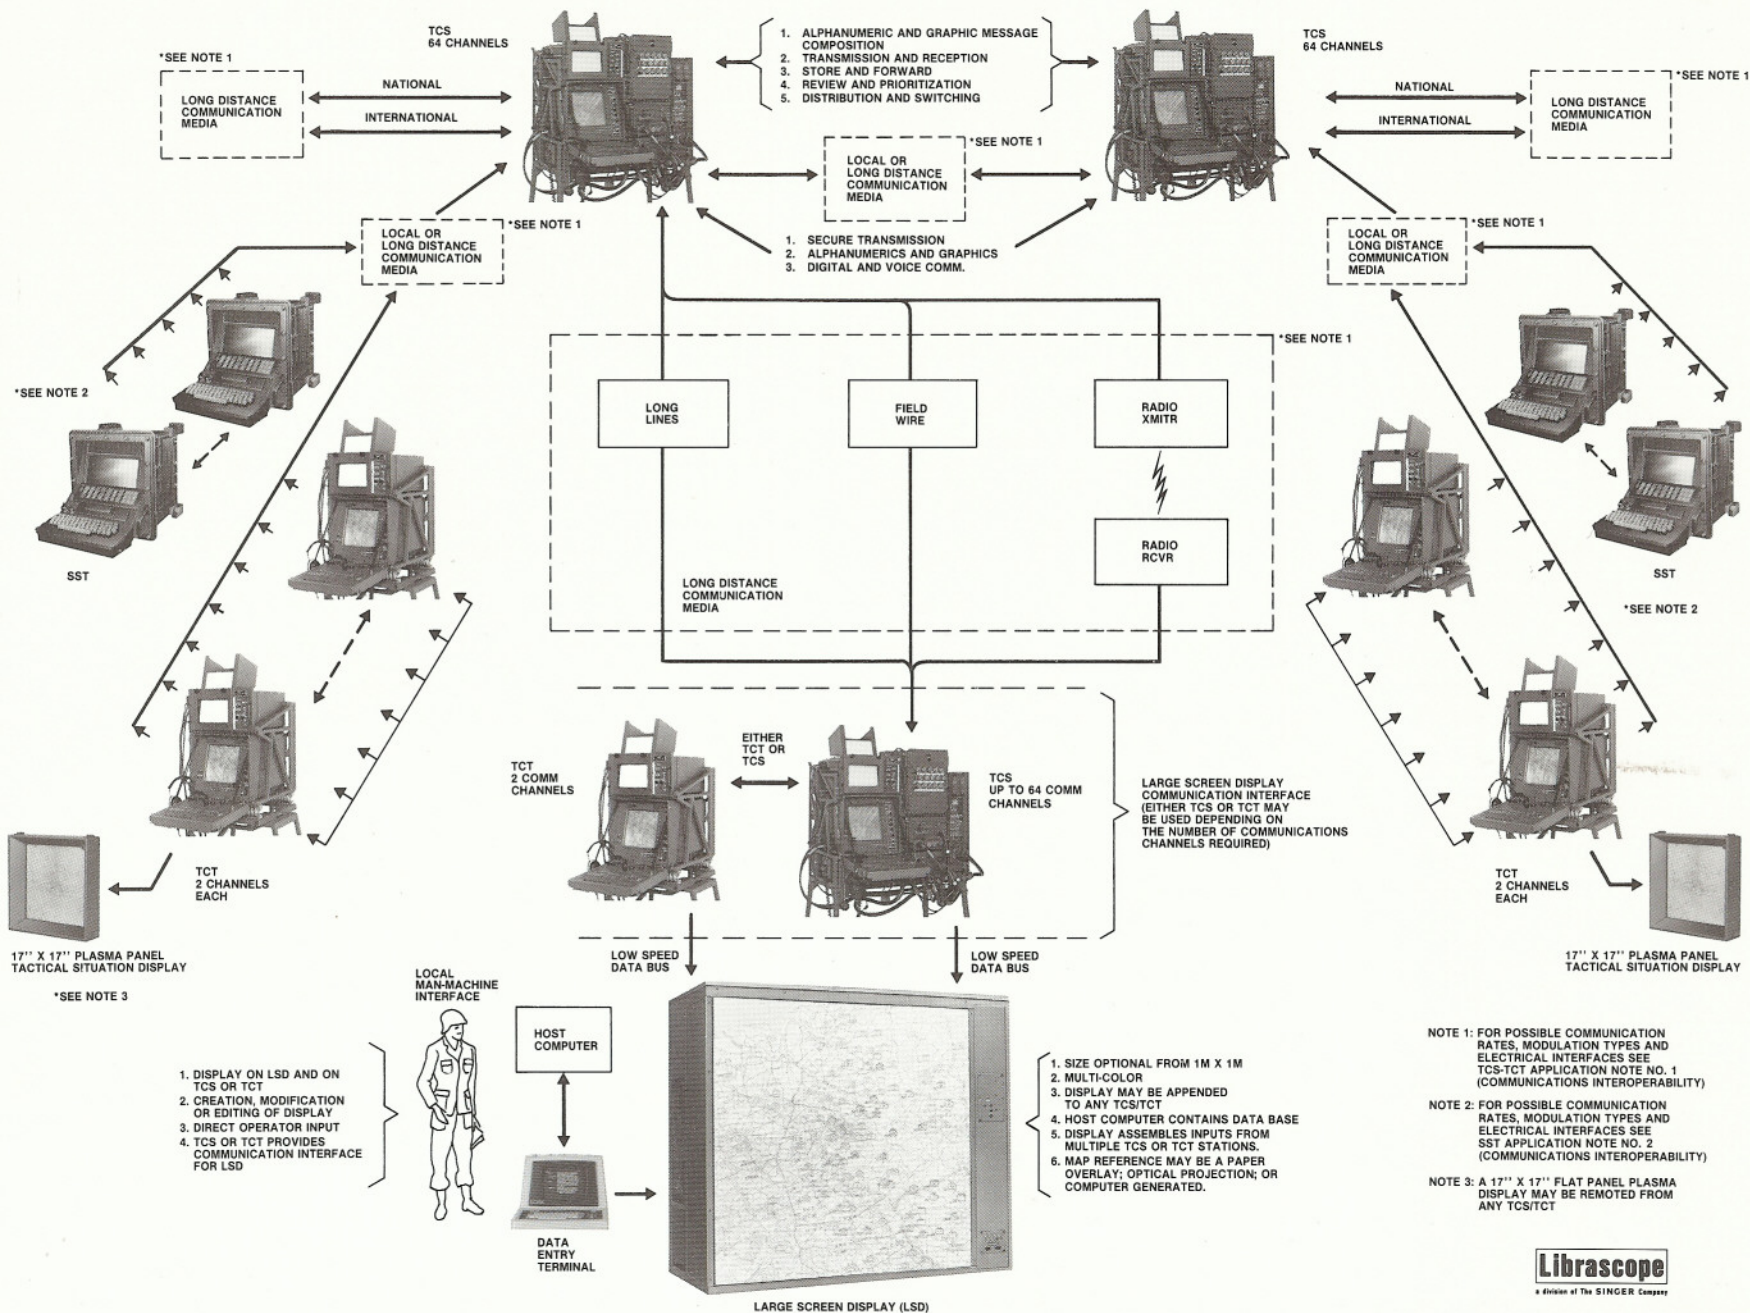 TCS
64 CHANNELS
1. ALPHANUMERIC AND GRAPHIC MESSAGE
COMPOSITION
2. TRANSMISSION AND RECEPTION
3. STORE AND FORWARD
4. REVIEW AND PRIORITIZATION
5. DISTRIBUTION AND SWITCHING
TCS
64 CHANNELS
*SEE NOTE 1
LONG DISTANCE
COMMUNICATION
MEDIA
NATIONAL
INTERNATIONAL
NATIONAL
INTERNATIONAL
*SEE NOTE 1
LONG DISTANCE
COMMUNICATION
MEDIA
*SEE NOTE 1
LOCAL OR
LONG DISTANCE
COMMUNICATION
MEDIA
*SEE NOTE 1
LOCAL OR
LONG DISTANCE
COMMUNICATION
MEDIA
1. SECURE TRANSMISSION
2. ALPHANUMERICS AND GRAPHICS
3. DIGITAL AND VOICE COMM.
*SEE NOTE 1
LOCAL OR
LONG DISTANCE
COMMUNICATION
MEDIA
*SEE NOTE 2
SST
*SEE NOTE 1
LONG
LINES
FIELD
WIRE
RADIO
XMITR
RADIO
RCVR
LONG DISTANCE
COMMUNICATION
MEDIA
SST
*SEE NOTE 2
TCT
2 CHANNELS
EACH
17'' X 17'' PLASMA PANEL
TACTICAL SITUATION DISPLAY
*SEE NOTE 3
TCT
2 COMM
CHANNELS
EITHER
TCT OR
TCS
TCS
UP TO 64 COMM
CHANNELS
LARGE SCREEN DISPLAY
COMMUNICATION INTERFACE
(EITHER TCS OR TCT MAY
BE USED DEPENDING ON
THE NUMBER OF COMMUNICATIONS
CHANNELS REQUIRED)
TCT
2 CHANNELS
EACH
17'' X 17'' PLASMA PANEL
TACTICAL SITUATION DISPLAY
LOW SPEED
DATA BUS
LOW SPEED
DATA BUS
LOCAL
MAN-MACHINE
INTERFACE
HOST
COMPUTER
1. DISPLAY ON LSD AND ON
TCS OR TCT
2. CREATION, MODIFICATION
OR EDITING OF DISPLAY
3. DIRECT OPERATOR INPUT
4. TCS OR TCT PROVIDES
COMMUNICATION INTERFACE
FOR LSD
DATA
ENTRY
TERMINAL
1. SIZE OPTIONAL FROM 1M X 1M
2. MULTI-COLOR
3. DISPLAY MAY BE APPENDED
TO ANY TCS/TCT
4. HOST COMPUTER CONTAINS DATA BASE
5. DISPLAY ASSEMBLES INPUTS FROM
MULTIPLE TCS OR TCT STATIONS.
6. MAP REFERENCE MAY BE A PAPER
OVERLAY; OPTICAL PROJECTION; OR
COMPUTER GENERATED.
LARGE SCREEN DISPLAY (LSD)
NOTE 1: FOR POSSIBLE COMMUNICATION
RATES, MODULATION TYPES AND
ELECTRICAL INTERFACES SEE
TCS-TCT APPLICATION NOTE NO. 1
(COMMUNICATIONS INTEROPERABILITY)
NOTE 2: FOR POSSIBLE COMMUNICATION
RATES, MODULATION TYPES AND
ELECTRICAL INTERFACES SEE
SST APPLICATION NOTE NO. 2
(COMMUNICATIONS INTEROPERABILITY)
NOTE 3: A 17'' X 17'' FLAT PANEL PLASMA
DISPLAY MAY BE REMOTED FROM
ANY TCS/TCT
Librascope
a division of The SINGER Company